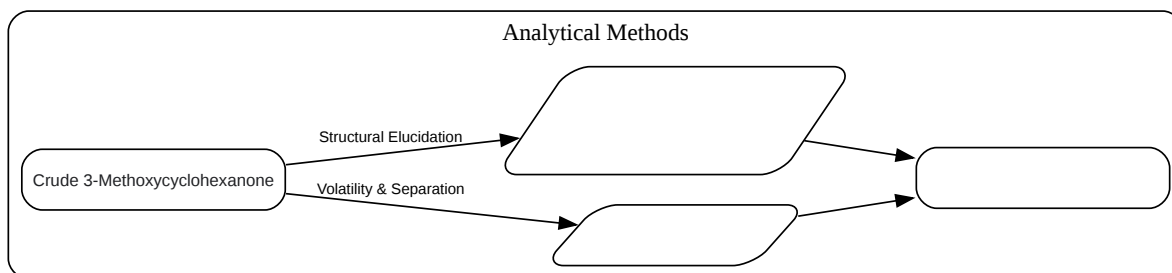 Analytical Methods
Structural Elucidation
Crude 3-Methoxycyclohexanone
Volatility & Separation